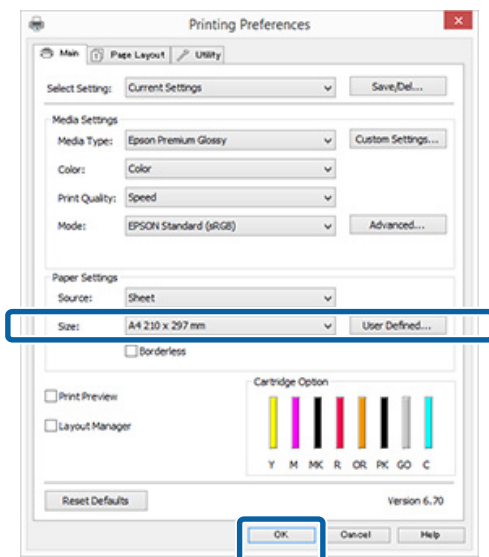 Printing Preferences
Main Page Layout Utility
Select Setting: Current Settings Save/Del...
Media Settings
Media Type: Epson Premium Glossy Custom Settings...
Color: Color
Print Quality: Speed
Mode: EPSON Standard (sRGB) Advanced...
Paper Settings
Source: Sheet
Size: A4 210 x 297 mm User Defined...
Borderless
Cartridge Option
Print Preview
Layout Manager
Y M MK R OR PK GO C
Reset Defaults Version 6.70
OK Cancel Help